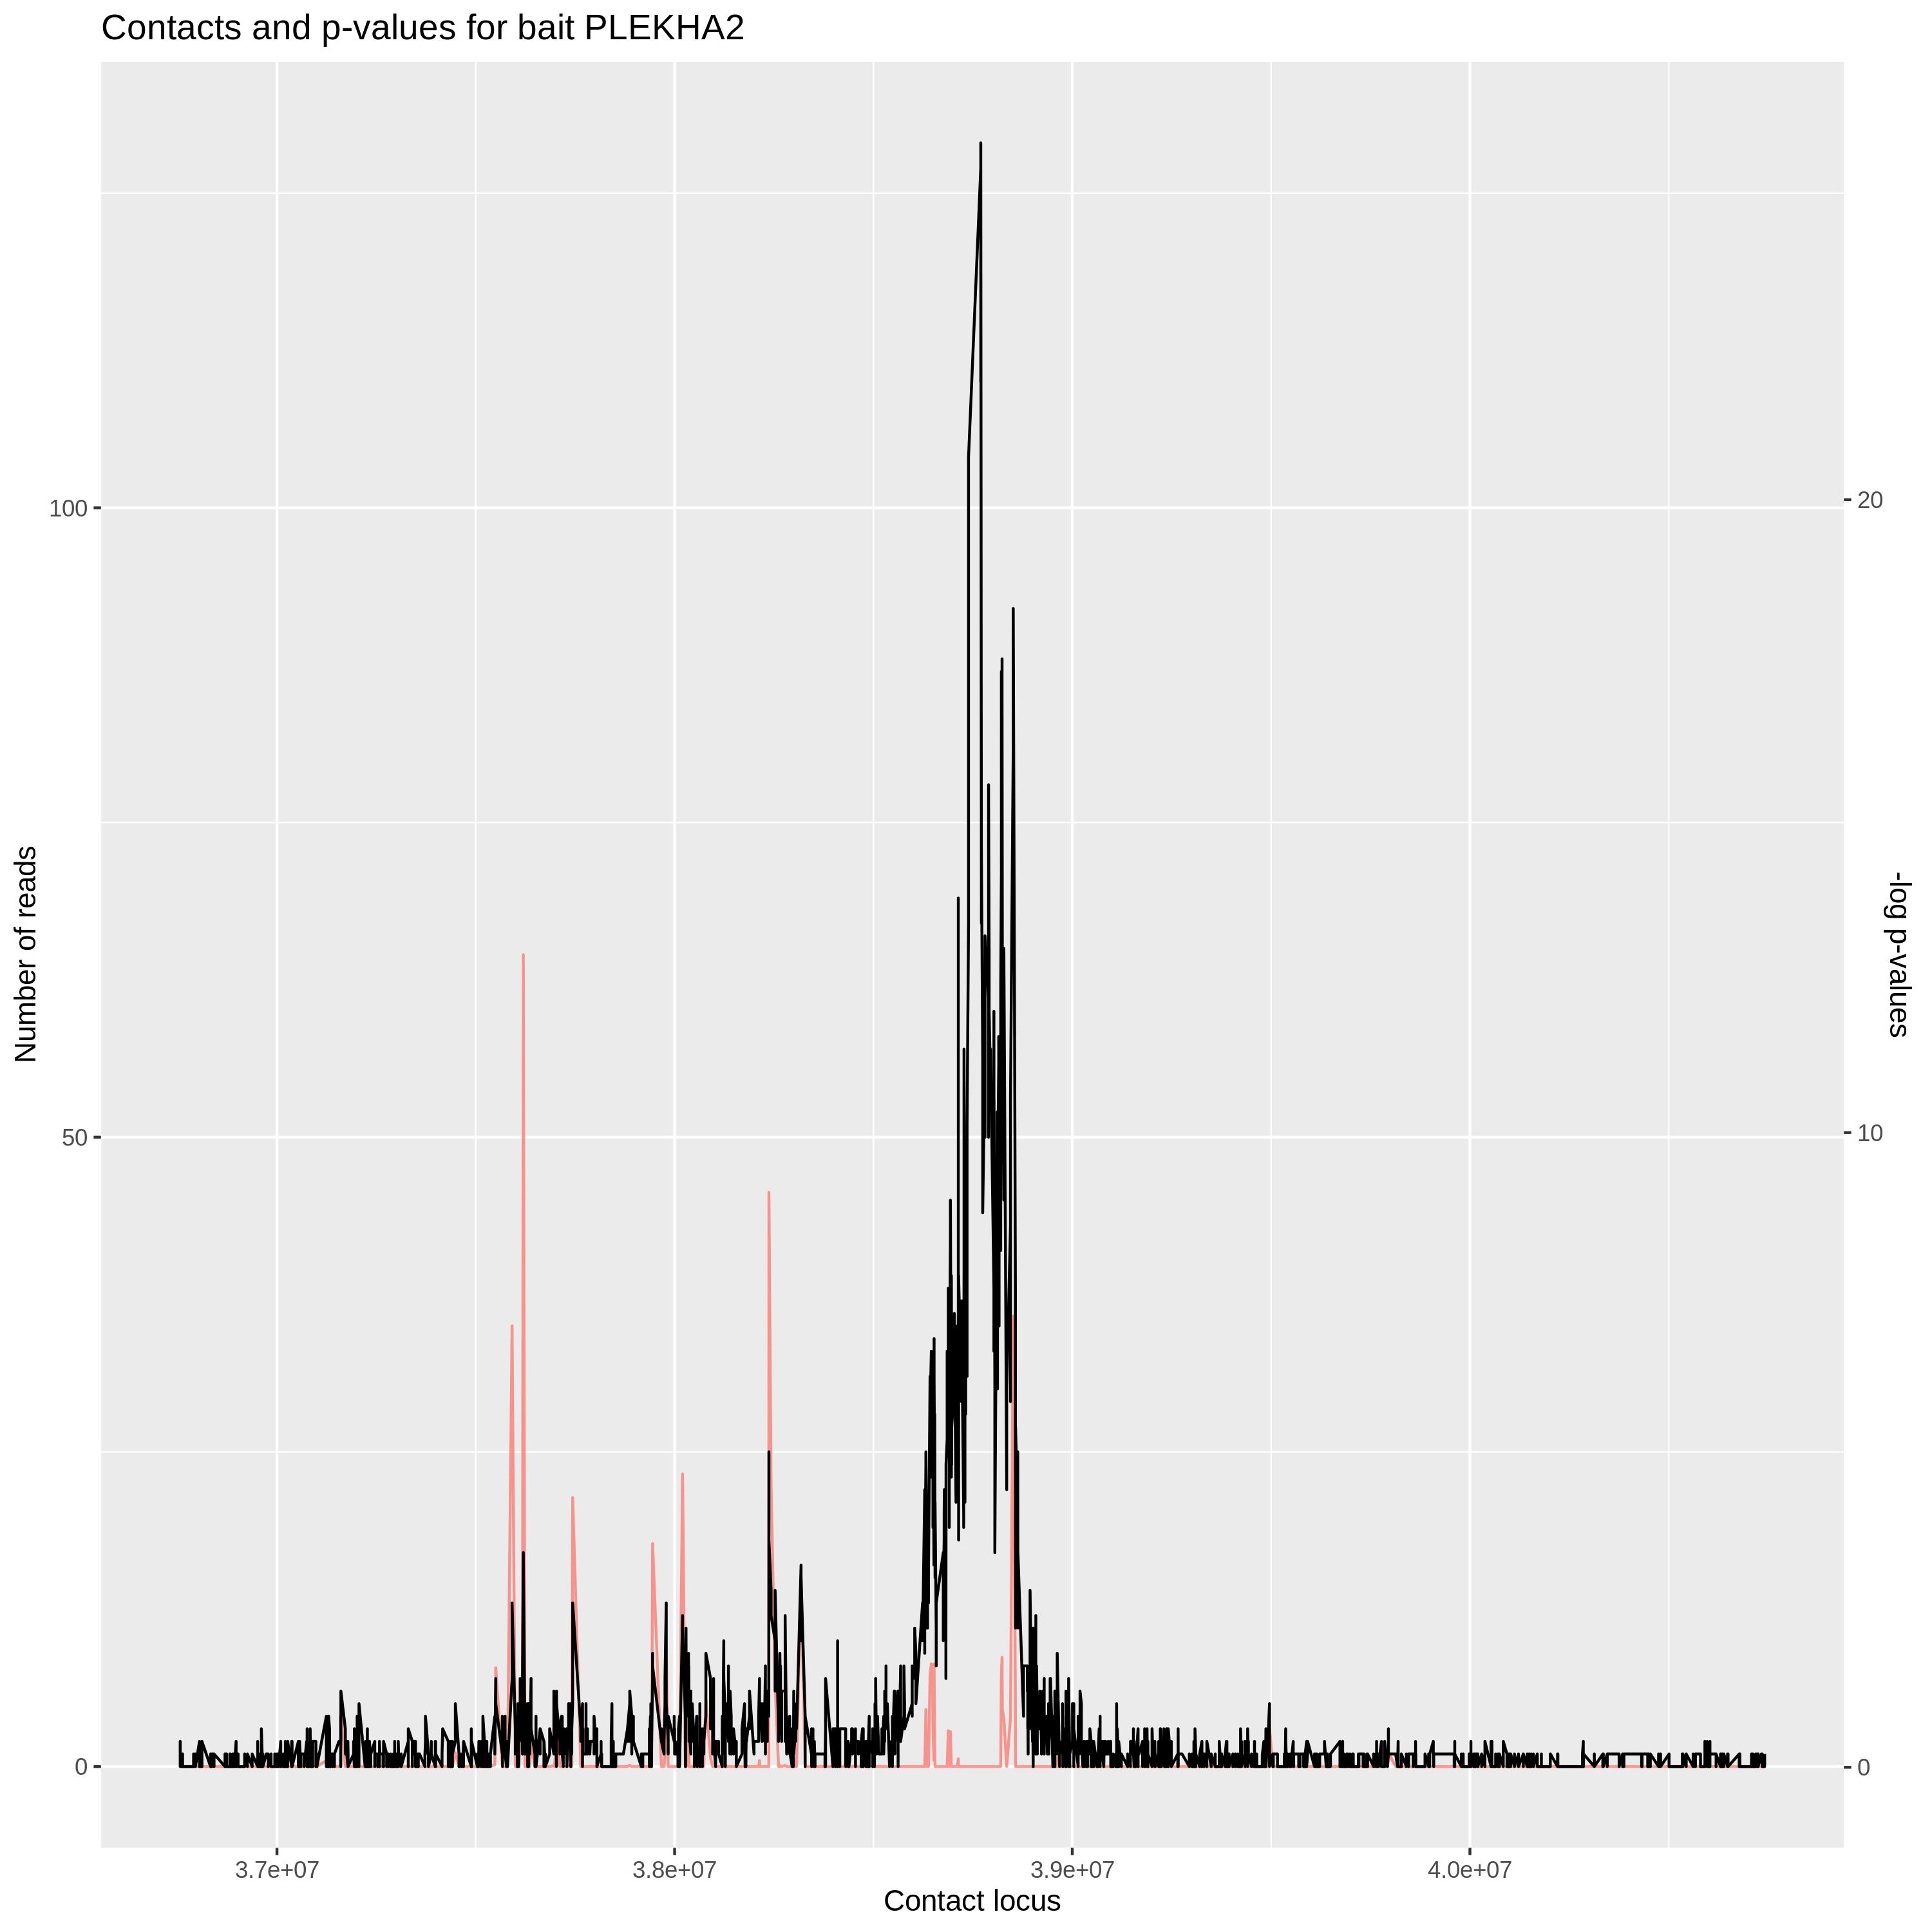 Contacts and p-values for bait PLEKHA2
Number of reads
100
50
0
20
10
0
-log p-values
3.7e+07
3.8e+07
3.9e+07
4.0e+07
Contact locus